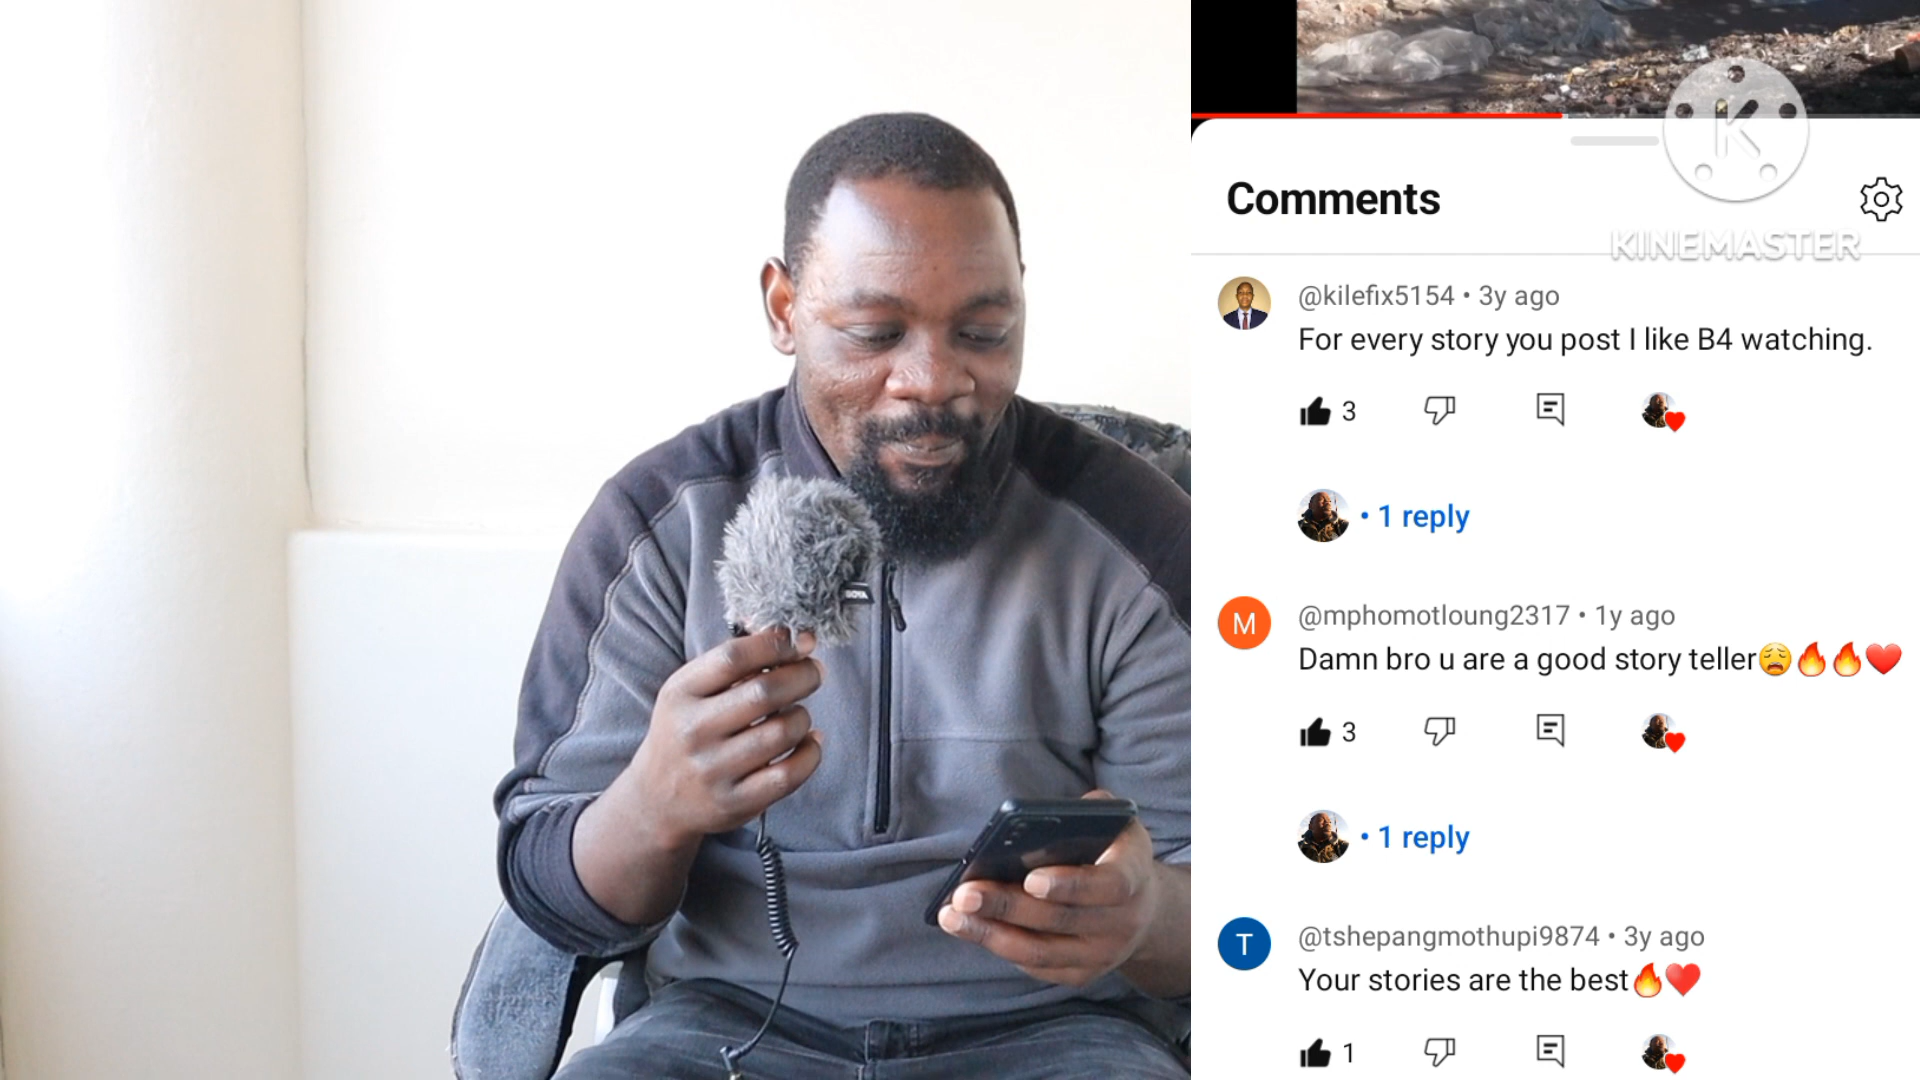 BOYA
Comments
KINEMASTER
@kilefix5154 • 3y ago
For every story you post I like B4 watching.
3
• 1 reply
M
@mphomotloung2317 • 1y ago
Damn bro u are a good story teller😩🔥🔥❤️
3
• 1 reply
T
@tshepangmothupi9874 • 3y ago
Your stories are the best🔥❤️
1